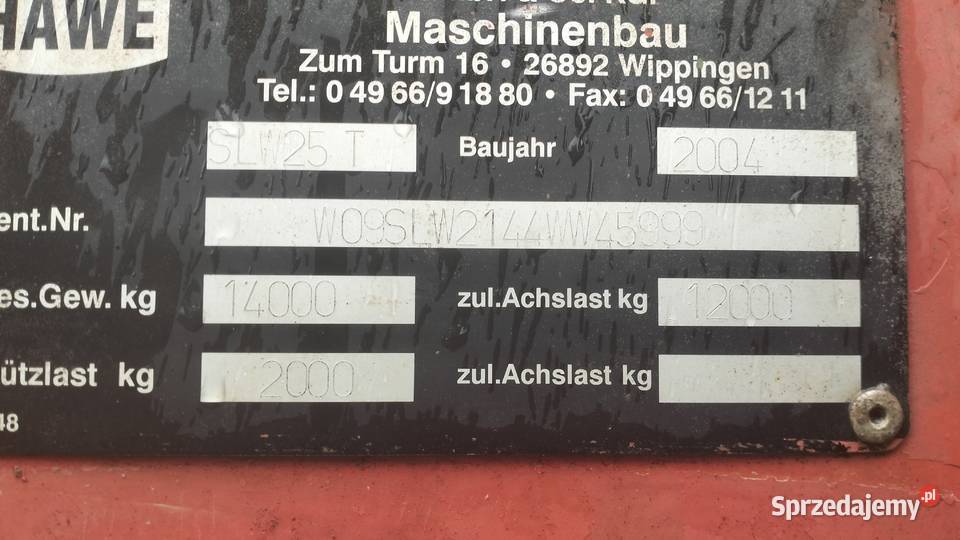 HAWE
Maschinenbau
Zum Turm 16 • 26892 Wippingen
Tel.: 0 49 66/9 18 80 • Fax: 0 49 66/12 11
SLW25 T Baujahr 2004
ent.Nr. W09SLW2144WW45999
es.Gew. kg 14000 zul.Achslast kg 12000
ützlast kg 2000 zul.Achslast kg
48
Sprzedajemy.pl